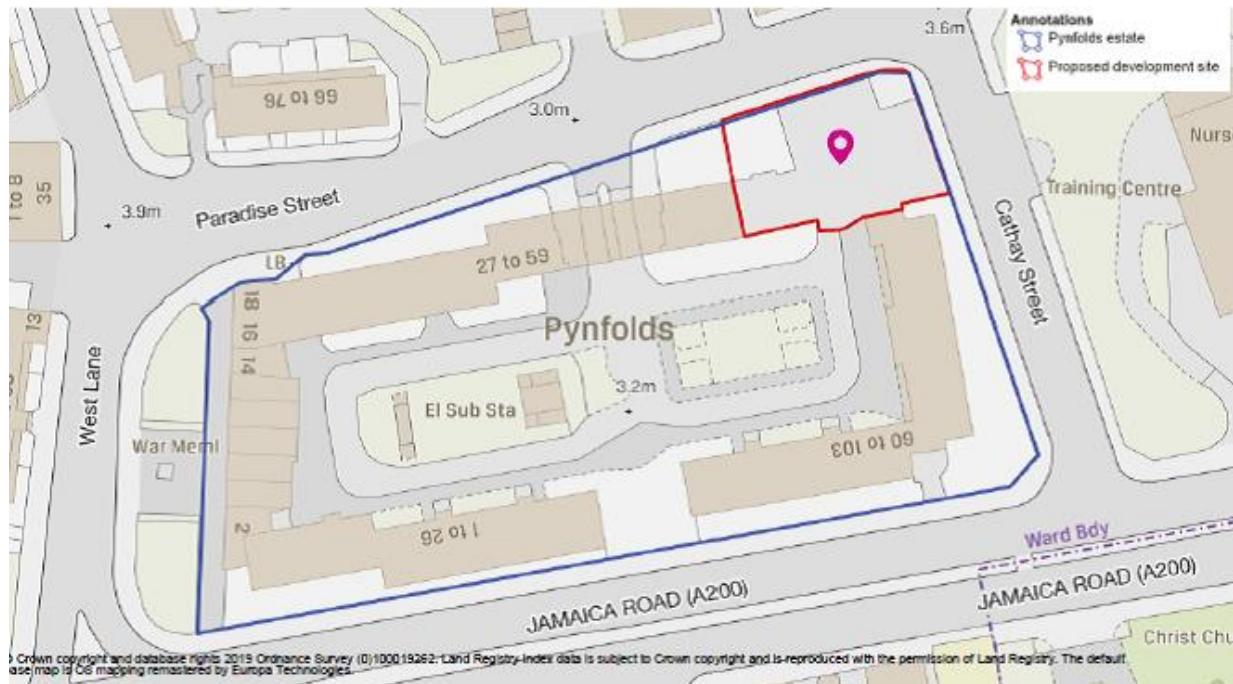 Annotations
Pynfolds estate
Proposed development site
3.6m
66 to 76
3.0m
Nurs
1 to 8
35
Training Centre
3.9m
Paradise Street
Cathay Street
LB
27 to 59
18
16
14
13
Pynfolds
West Lane
3.2m
El Sub Sta
War Meml
60 to 103
2
1 to 26
Ward Bdy
JAMAICA ROAD (A200)
JAMAICA ROAD (A200)
Christ Chu
© Crown copyright and database rights 2019 Ordnance Survey (0)100019252. Land Registry-Index data is subject to Crown copyright and is reproduced with the permission of Land Registry. The default
base map is OS mapping remastered by Europa Technologies.